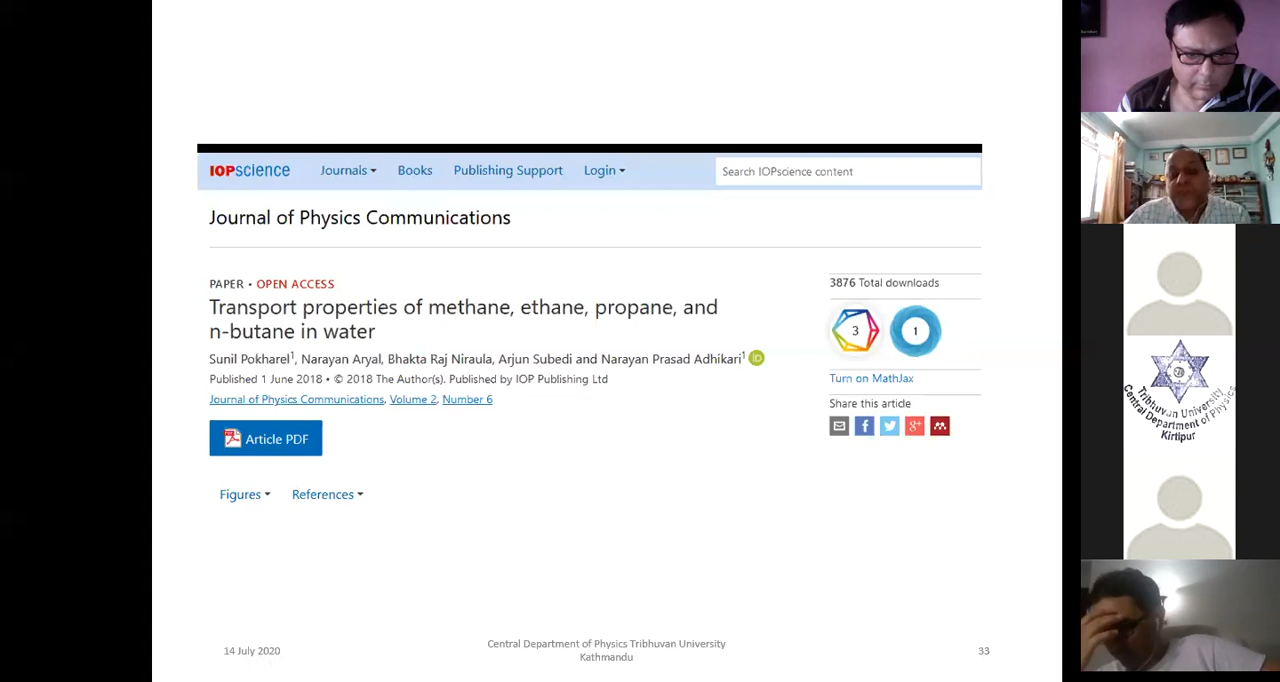 IOPscience Journals Books Publishing Support Login Search IOPscience content
Journal of Physics Communications
PAPER • OPEN ACCESS
Transport properties of methane, ethane, propane, and
n-butane in water
Sunil Pokharel1, Narayan Aryal, Bhakta Raj Niraula, Arjun Subedi and Narayan Prasad Adhikari1 iD
Published 1 June 2018 • © 2018 The Author(s). Published by IOP Publishing Ltd
Journal of Physics Communications, Volume 2, Number 6
Article PDF
Figures References
3876 Total downloads
3 1
Turn on MathJax
Share this article
14 July 2020
Central Department of Physics Tribhuvan University
Kathmandu
33
Tribhuvan University
Central Department of Physics
Kirtipur